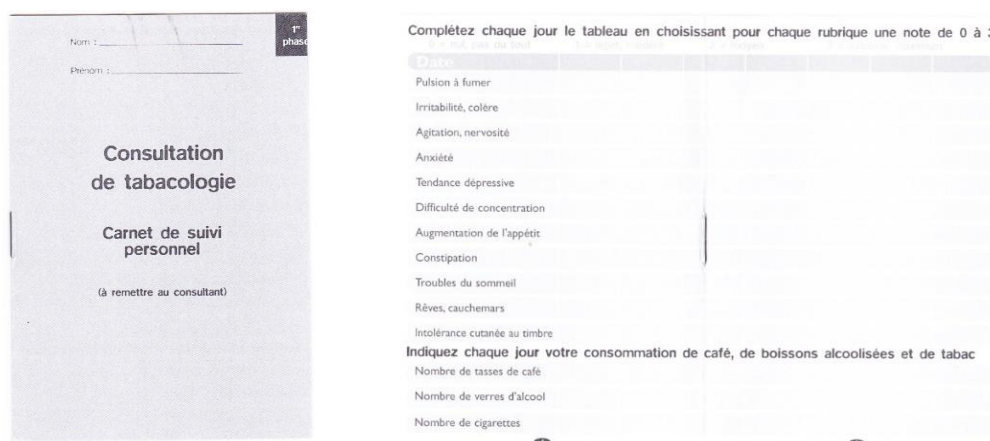 Nom :
1re
phase
Prénom :
Consultation
de tabacologie
Carnet de suivi
personnel
(à remettre au consultant)
Complétez chaque jour le tableau en choisissant pour chaque rubrique une note de 0 à
Date
Pulsion à fumer
Irritabilité, colère
Agitation, nervosité
Anxiété
Tendance dépressive
Difficulté de concentration
Augmentation de l'appétit
Constipation
Troubles du sommeil
Rêves, cauchemars
Intolérance cutanée au timbre
Indiquez chaque jour votre consommation de café, de boissons alcoolisées et de tabac
Nombre de tasses de café
Nombre de verres d'alcool
Nombre de cigarettes